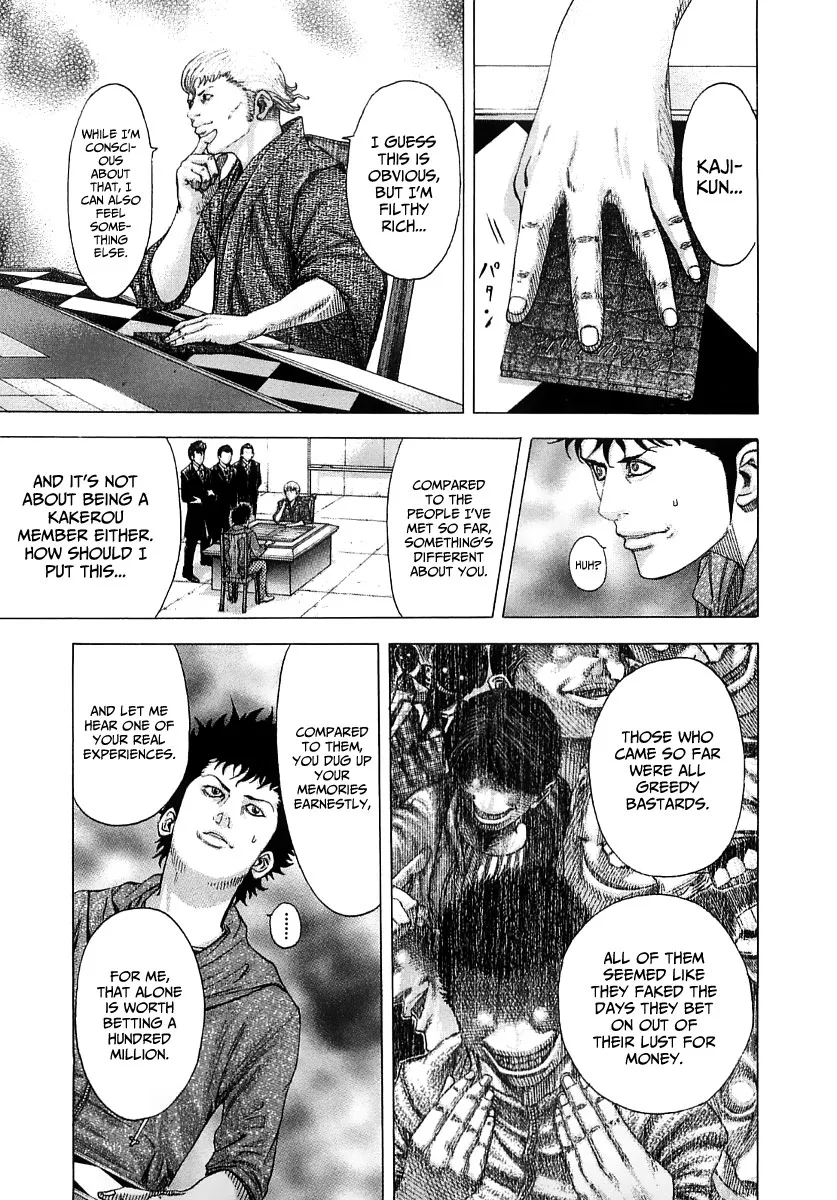 KAJI-
KUN...
パタン
I GUESS
THIS IS
OBVIOUS,
BUT I'M
FILTHY
RICH...
WHILE I'M
CONSCI-
OUS
ABOUT
THAT, I
CAN ALSO
FEEL
SOME-
THING
ELSE.
HUH?
COMPARED
TO THE
PEOPLE I'VE
MET SO FAR,
SOMETHING'S
DIFFERENT
ABOUT YOU.
AND IT'S NOT
ABOUT BEING A
KAKEROU
MEMBER EITHER.
HOW SHOULD I
PUT THIS...
THOSE WHO
CAME SO FAR
WERE ALL
GREEDY
BASTARDS.
ALL OF THEM
SEEMED LIKE
THEY FAKED THE
DAYS THEY BET
ON OUT OF
THEIR LUST FOR
MONEY.
COMPARED
TO THEM,
YOU DUG UP
YOUR
MEMORIES
EARNESTLY,
AND LET ME
HEAR ONE OF
YOUR REAL
EXPERIENCES.
......
FOR ME,
THAT ALONE
IS WORTH
BETTING A
HUNDRED
MILLION.